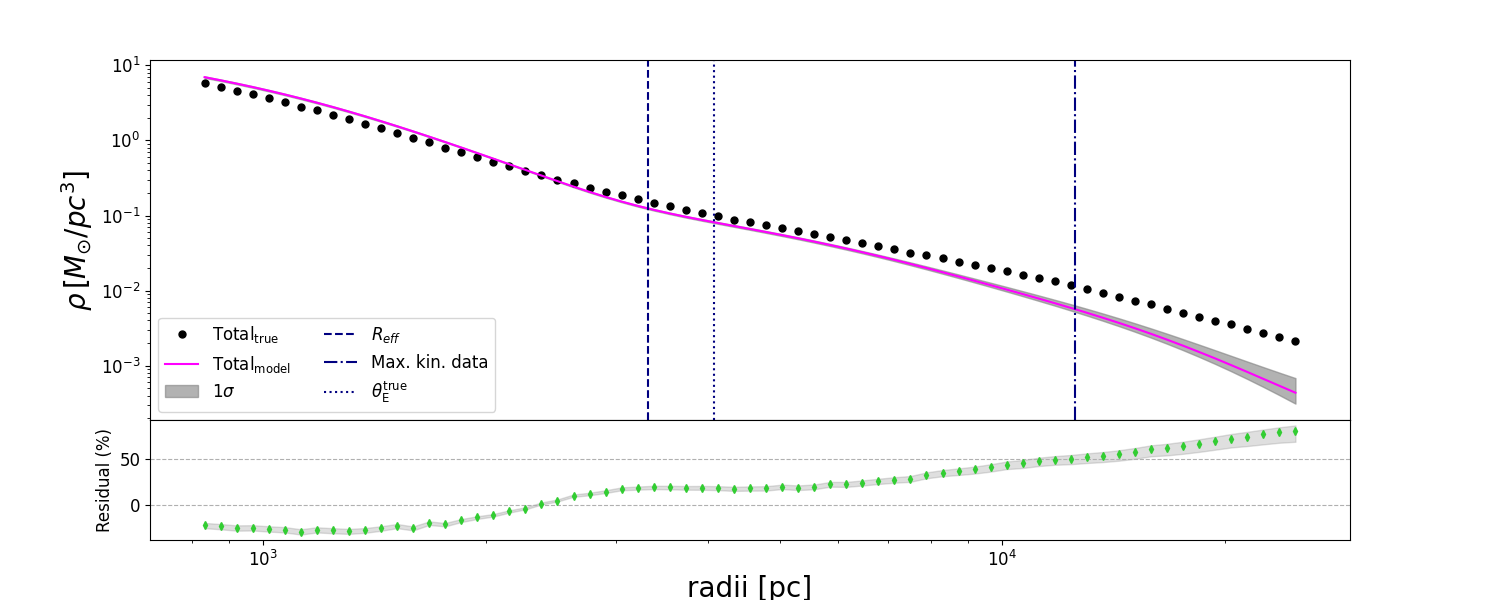 10¹
10⁰
10⁻¹
10⁻²
10⁻³
ρ [M⊙/pc³]
Total_true
Total_model
1σ
R_eff
Max. kin. data
θ_E^true
50
0
Residual (%)
10³
10⁴
radii [pc]